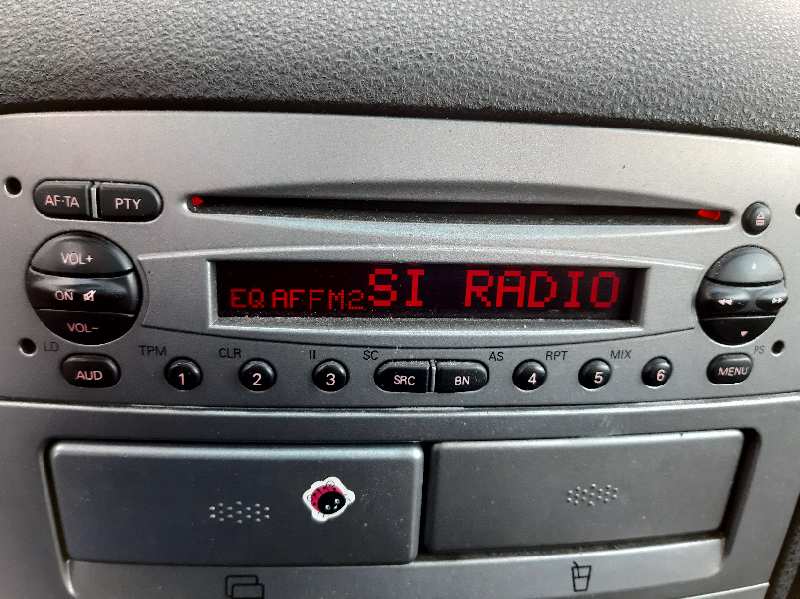 AF-TA PTY
VOL+
ON
VOL-
EQ AF FM2 SI RADIO
LD TPM CLR II SC AS RPT MIX PS
AUD 1 2 3 SRC BN 4 5 6 MENU